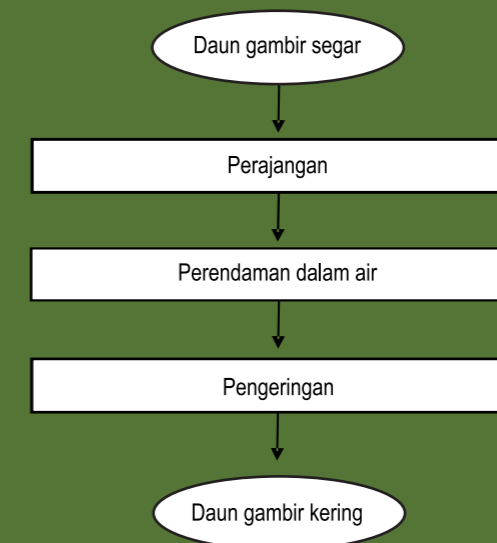 Daun gambir segar
Perajangan
Perendaman dalam air
Pengeringan
Daun gambir kering